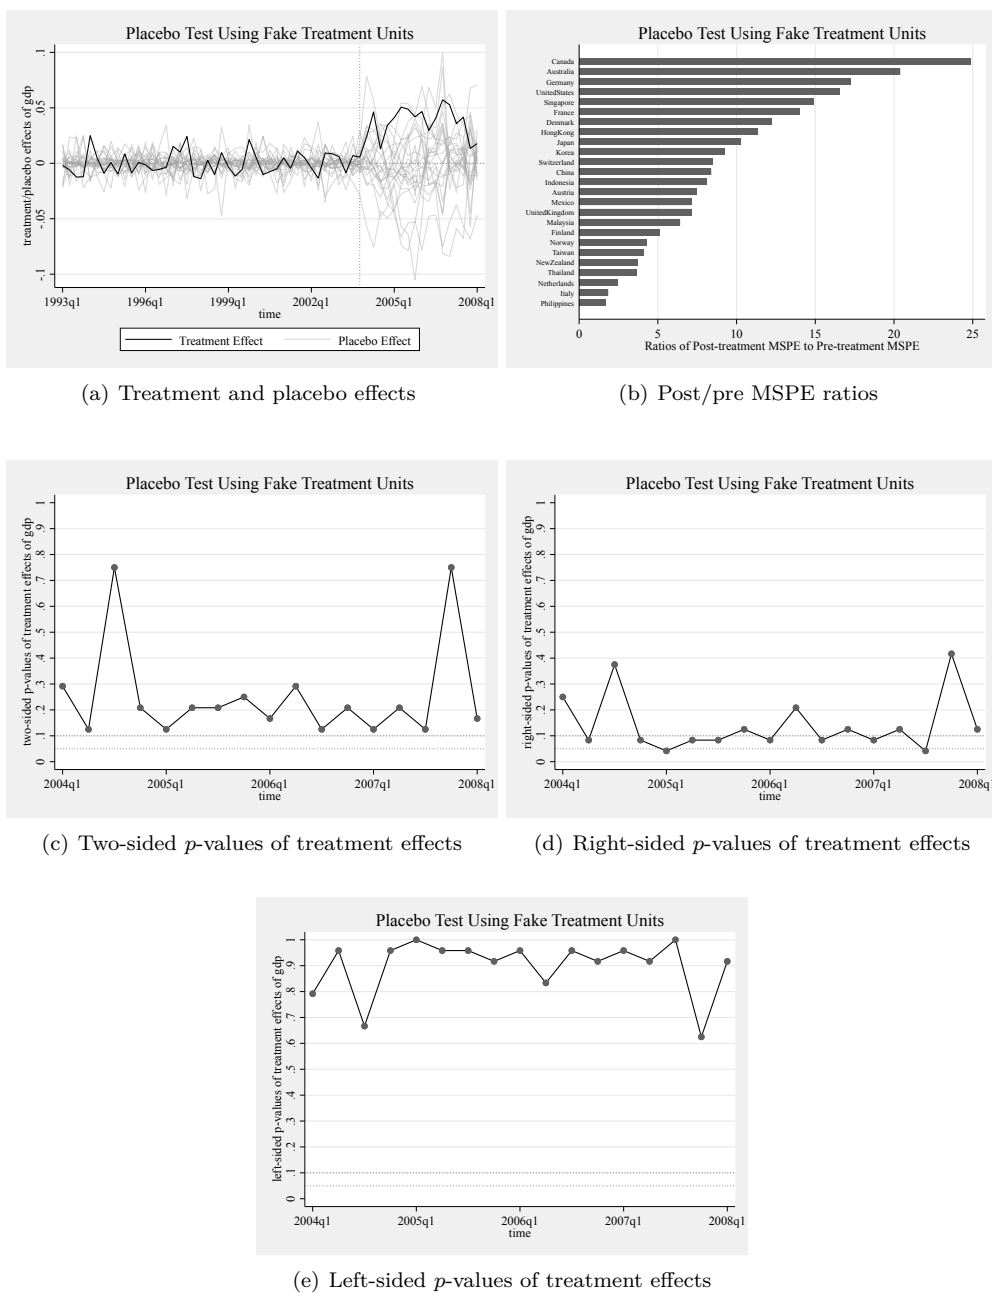 Placebo Test Using Fake Treatment Units
treatment/placebo effects of gdp
.1
.05
0
-.05
-.1
1993q1 1996q1 1999q1 2002q1 2005q1 2008q1
time
Treatment Effect Placebo Effect
(a) Treatment and placebo effects
Placebo Test Using Fake Treatment Units
Canada
Australia
Germany
UnitedStates
Singapore
France
Denmark
HongKong
Japan
Korea
Switzerland
China
Indonesia
Austria
Mexico
UnitedKingdom
Malaysia
Finland
Norway
Taiwan
NewZealand
Thailand
Netherlands
Italy
Philippines
0 5 10 15 20 25
Ratios of Post-treatment MSPE to Pre-treatment MSPE
(b) Post/pre MSPE ratios
Placebo Test Using Fake Treatment Units
two-sided p-values of treatment effects of gdp
1
.9
.8
.7
.6
.5
.4
.3
.2
.1
0
2004q1 2005q1 2006q1 2007q1 2008q1
time
(c) Two-sided p-values of treatment effects
Placebo Test Using Fake Treatment Units
right-sided p-values of treatment effects of gdp
1
.9
.8
.7
.6
.5
.4
.3
.2
.1
0
2004q1 2005q1 2006q1 2007q1 2008q1
time
(d) Right-sided p-values of treatment effects
Placebo Test Using Fake Treatment Units
left-sided p-values of treatment effects of gdp
1
.9
.8
.7
.6
.5
.4
.3
.2
.1
0
2004q1 2005q1 2006q1 2007q1 2008q1
time
(e) Left-sided p-values of treatment effects